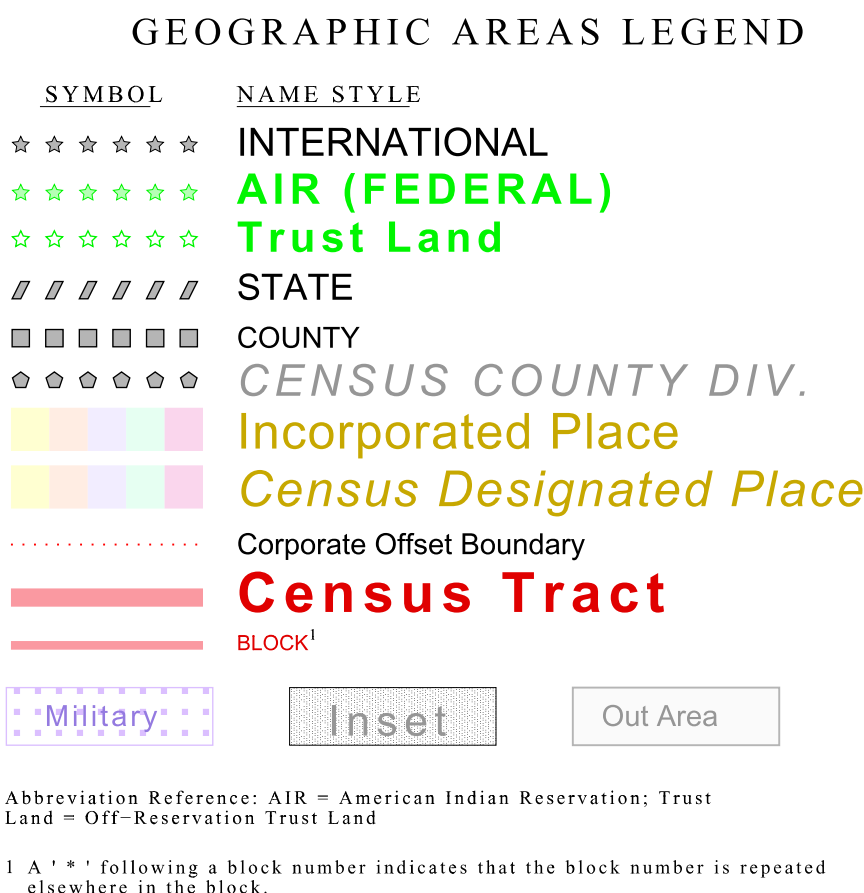 GEOGRAPHIC AREAS LEGEND
SYMBOL NAME STYLE
INTERNATIONAL
AIR (FEDERAL)
Trust Land
STATE
COUNTY
CENSUS COUNTY DIV.
Incorporated Place
Census Designated Place
Corporate Offset Boundary
Census Tract
BLOCK1
Military Inset Out Area
Abbreviation Reference: AIR = American Indian Reservation; Trust
Land = Off−Reservation Trust Land
1 A ' * ' following a block number indicates that the block number is repeated
elsewhere in the block.